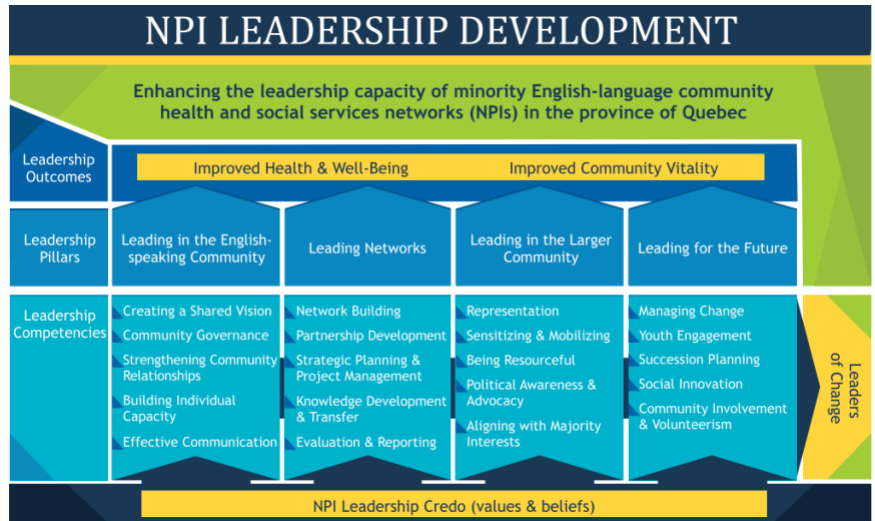 NPI LEADERSHIP DEVELOPMENT
Enhancing the leadership capacity of minority English-language community
health and social services networks (NPIs) in the province of Quebec
Leadership
Outcomes
Improved Health & Well-Being
Improved Community Vitality
Leadership
Pillars
Leading in the English-
speaking Community
Leading Networks
Leading in the Larger
Community
Leading for the Future
Leadership
Competencies
Creating a Shared Vision
Community Governance
Strengthening Community
Relationships
Building Individual
Capacity
Effective Communication
Network Building
Partnership Development
Strategic Planning &
Project Management
Knowledge Development
& Transfer
Evaluation & Reporting
Representation
Sensitizing & Mobilizing
Being Resourceful
Political Awareness &
Advocacy
Aligning with Majority
Interests
Managing Change
Youth Engagement
Succession Planning
Social Innovation
Community Involvement
& Volunteerism
Leaders
of Change
NPI Leadership Credo (values & beliefs)